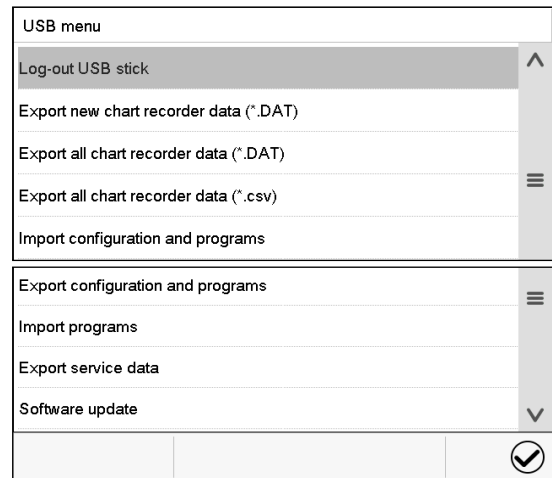 USB menu
Log-out USB stick
Export new chart recorder data (*.DAT)
Export all chart recorder data (*.DAT)
Export all chart recorder data (*.csv)
Import configuration and programs
Export configuration and programs
Import programs
Export service data
Software update